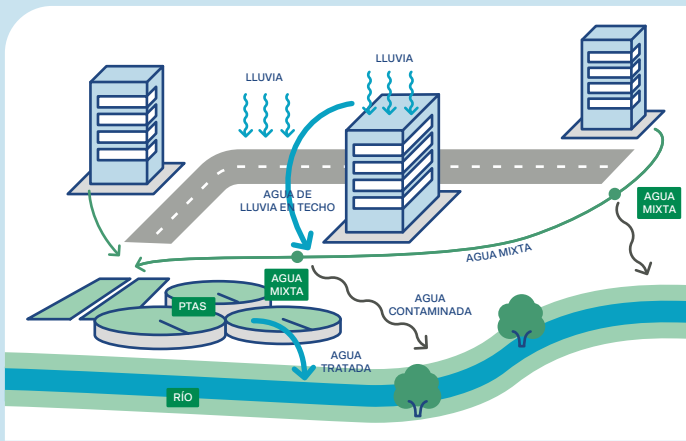 LLUVIA
LLUVIA
AGUA DE
LLUVIA EN TECHO
AGUA
MIXTA
AGUA MIXTA
AGUA
MIXTA
PTAS
AGUA
CONTAMINADA
AGUA
TRATADA
RÍO